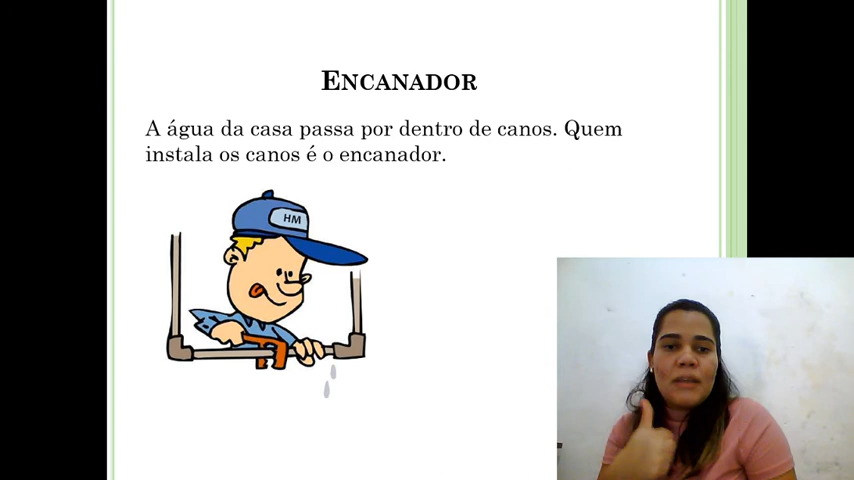 ENCANADOR
A água da casa passa por dentro de canos. Quem
instala os canos é o encanador.
HM